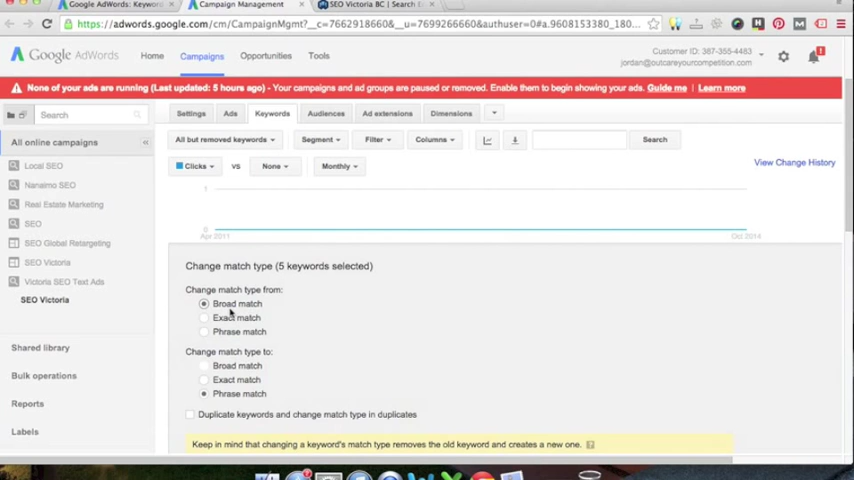 Google AdWords: Keyword
Campaign Management
SEO Victoria BC | Search E
https://adwords.google.com/CampaignMgmt?__c=7662918660&__u=7699266660&authuser=0#a.9608153380_180...
Google AdWords
Home
Campaigns
Opportunities
Tools
Customer ID: 387-355-4483
jordan@outcareyourcompetition.com
None of your ads are running (Last updated: 5 hours ago) - Your campaigns and ad groups are paused or removed. Enable them to begin showing your ads. Guide me | Learn more
Search
Settings
Ads
Keywords
Audiences
Ad extensions
Dimensions
All online campaigns
All but removed keywords
Segment
Filter
Columns
Search
Local SEO
Nanaimo SEO
Real Estate Marketing
SEO
SEO Global Retargeting
SEO Victoria
Victoria SEO Text Ads
SEO Victoria
Clicks
vs
None
Monthly
View Change History
1
0
Apr 2011
Oct 2014
Change match type (5 keywords selected)
Change match type from:
Broad match
Exact match
Phrase match
Change match type to:
Broad match
Exact match
Phrase match
Duplicate keywords and change match type in duplicates
Keep in mind that changing a keyword's match type removes the old keyword and creates a new one.
Shared library
Bulk operations
Reports
Labels